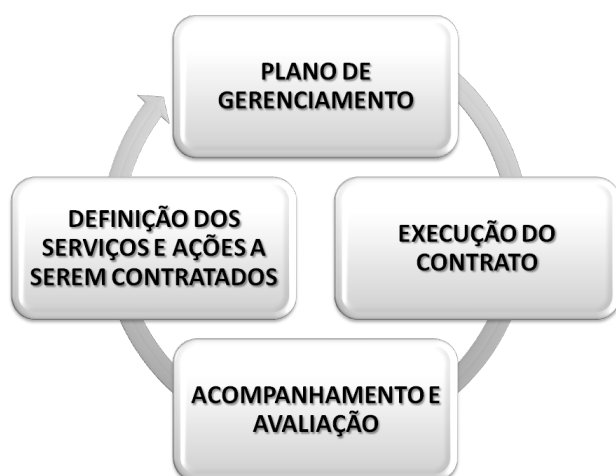 PLANO DE
GERENCIAMENTO
DEFINIÇÃO DOS
SERVIÇOS E AÇÕES A
SEREM CONTRATADOS
EXECUÇÃO DO
CONTRATO
ACOMPANHAMENTO E
AVALIAÇÃO